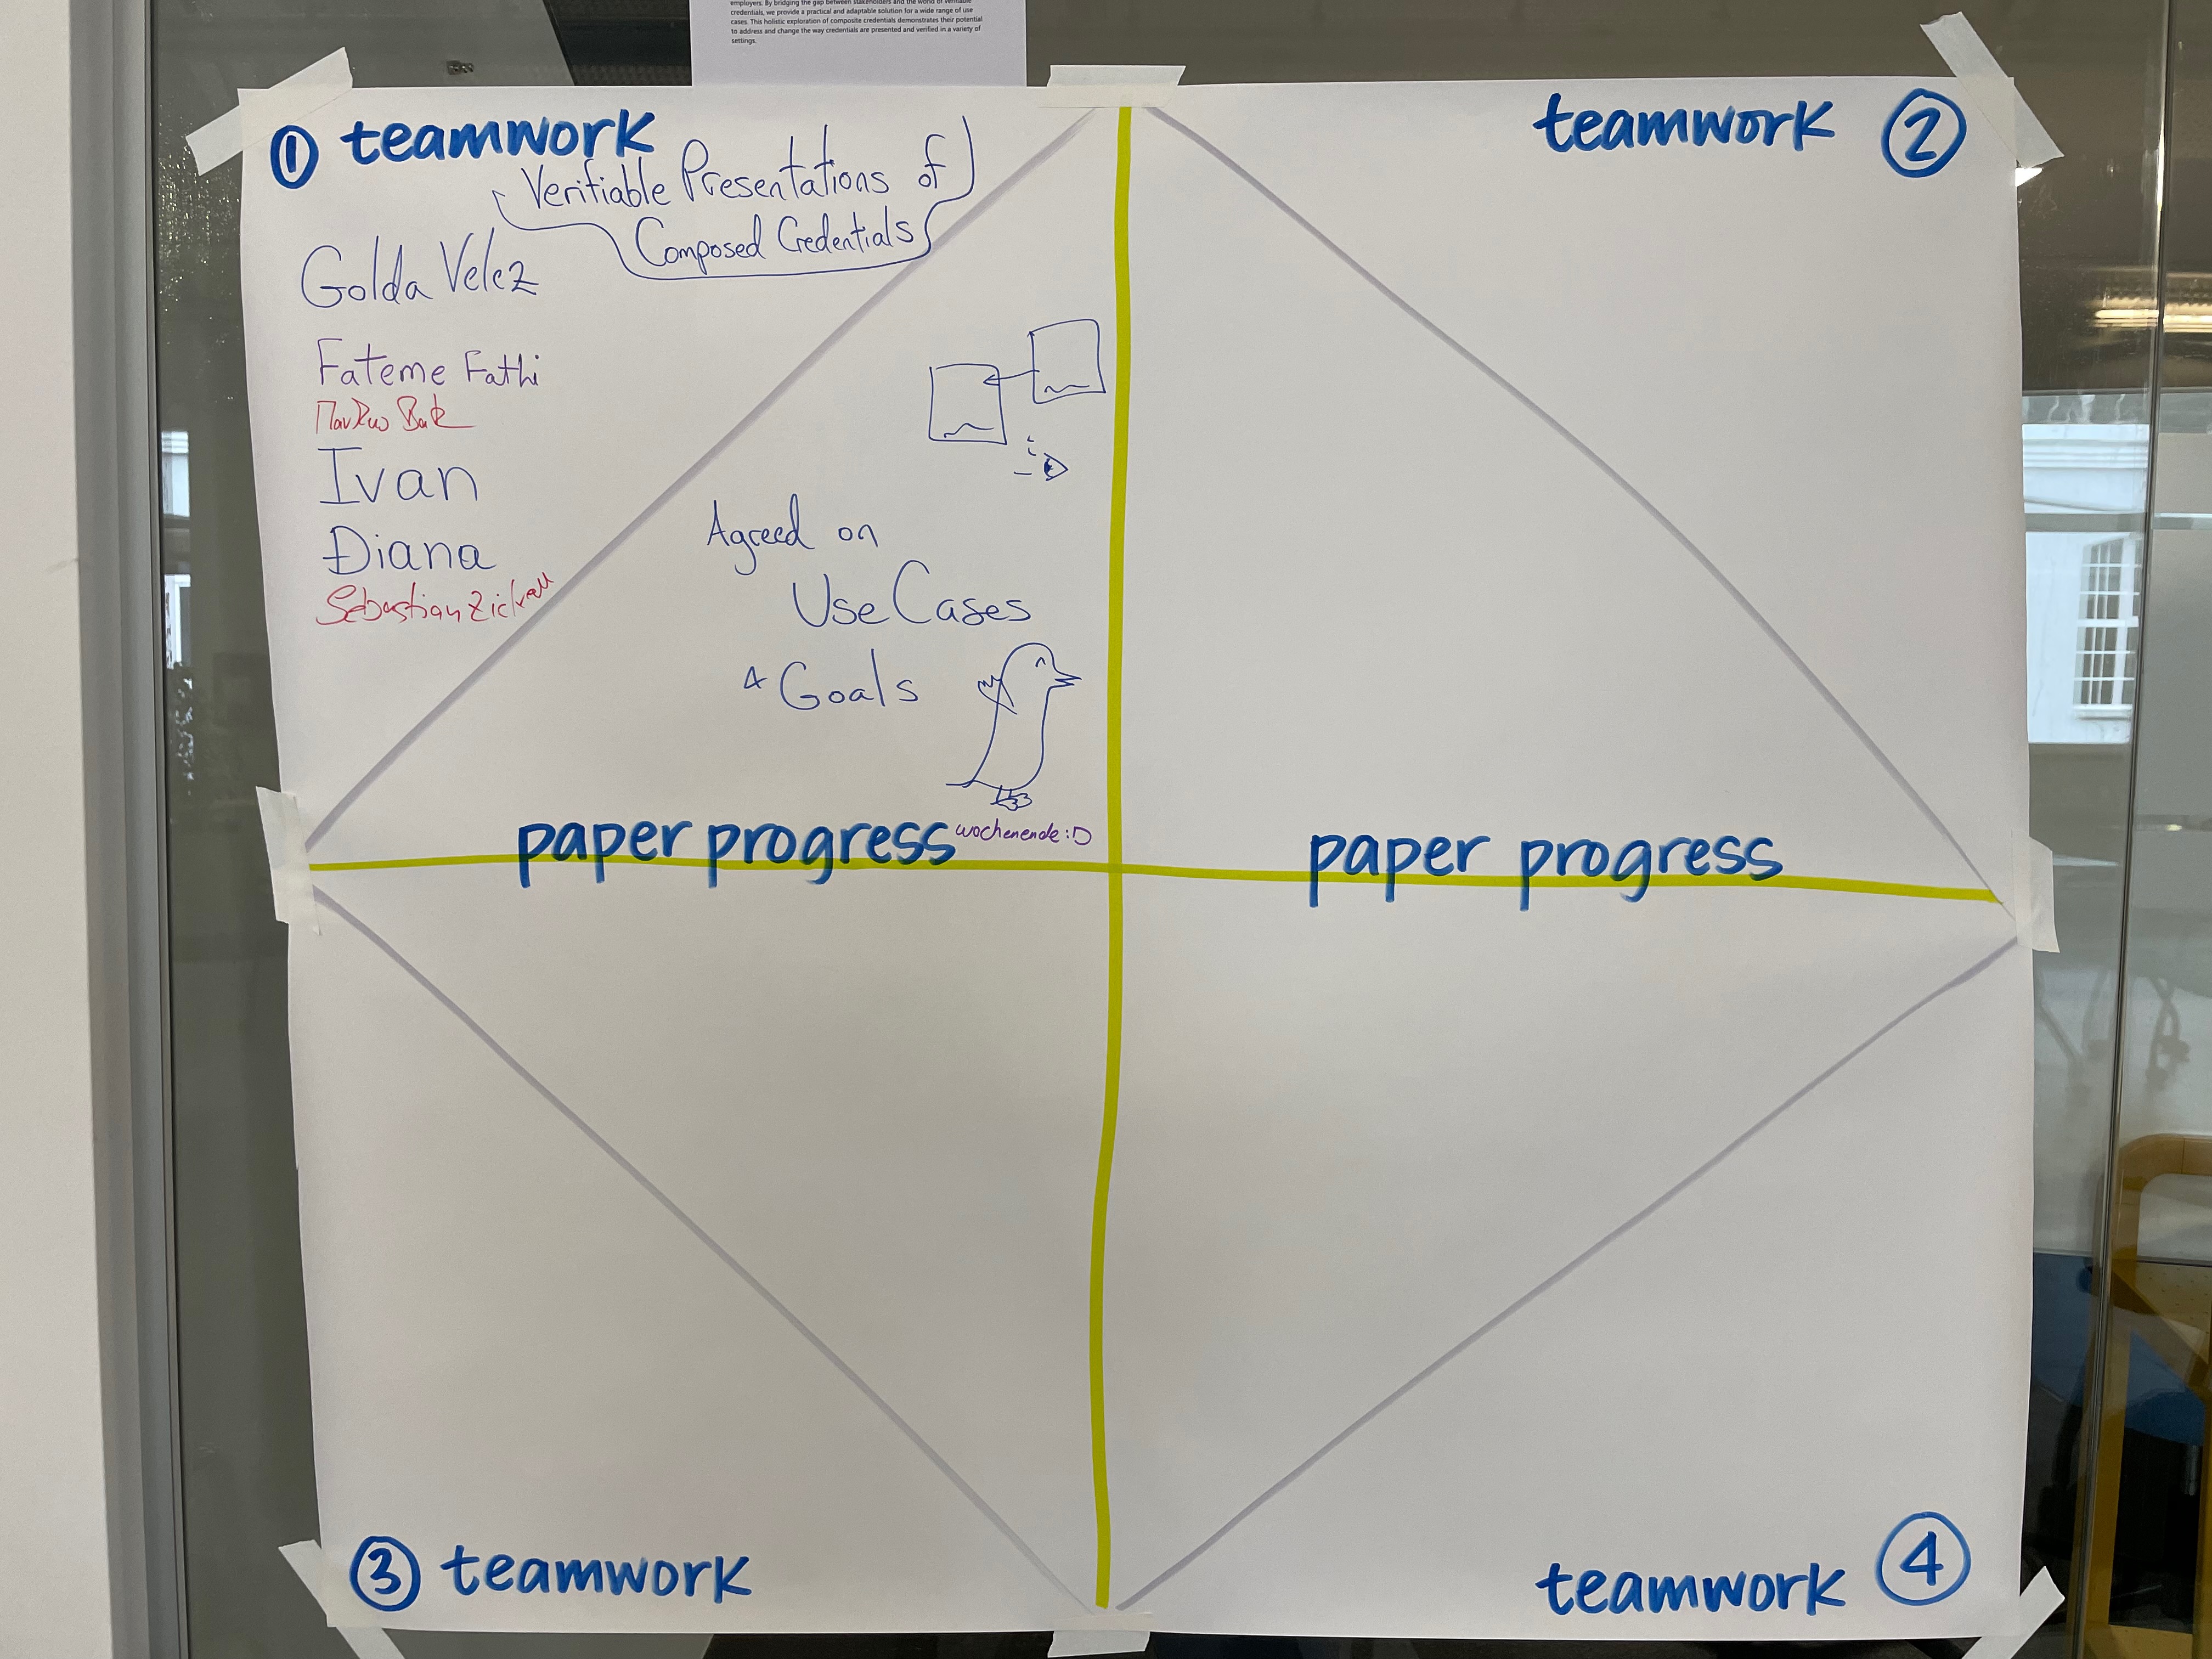 employers. By bridging the gap between stakeholders and the world of verifiable
credentials, we provide a practical and adaptable solution for a wide range of use
cases. This holistic exploration of composite credentials demonstrates their potential
to address and change the way credentials are presented and verified in a variety of
settings.
① teamwork
Verifiable Presentations of
Composed Credentials
Golda Velez
Fateme Fathi
Ivan
Diana
Sebastian
Agreed on
Use Cases
& Goals
paper progress
wochenende :D
teamwork ②
paper progress
③ teamwork
teamwork ④